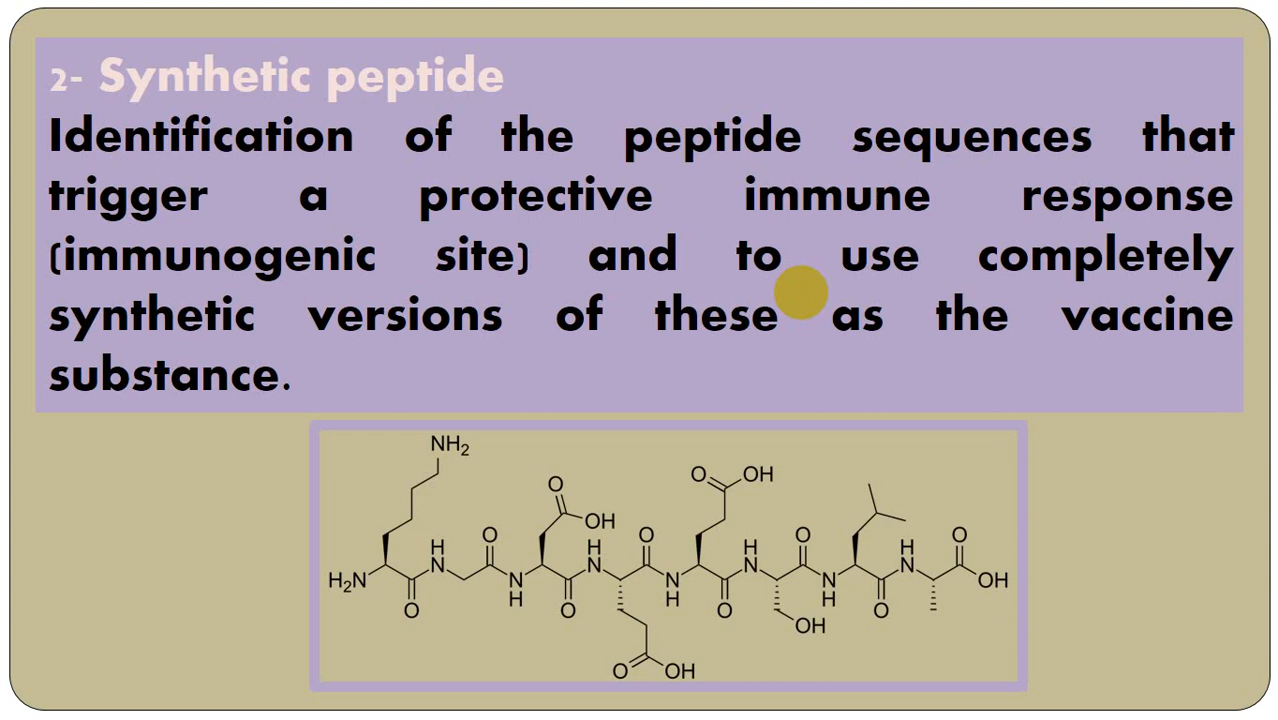 2- Synthetic peptide
Identification of the peptide sequences that
trigger a protective immune response
(immunogenic site) and to use completely
synthetic versions of these as the vaccine
substance.
NH2
O OH
O OH
H O H O H O H O
H2N N N N N N N N OH
O H O H O H O
OH
O OH